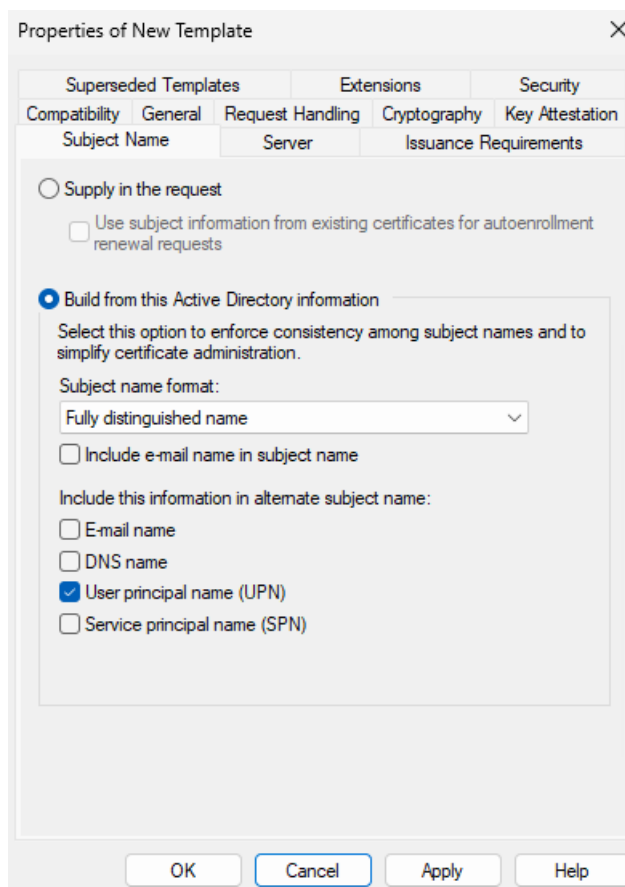 Properties of New Template
Superseded Templates Extensions Security
Compatibility General Request Handling Cryptography Key Attestation
Subject Name Server Issuance Requirements
Supply in the request
Use subject information from existing certificates for autoenrollment
renewal requests
Build from this Active Directory information
Select this option to enforce consistency among subject names and to
simplify certificate administration.
Subject name format:
Fully distinguished name
Include e-mail name in subject name
Include this information in alternate subject name:
E-mail name
DNS name
User principal name (UPN)
Service principal name (SPN)
OK Cancel Apply Help